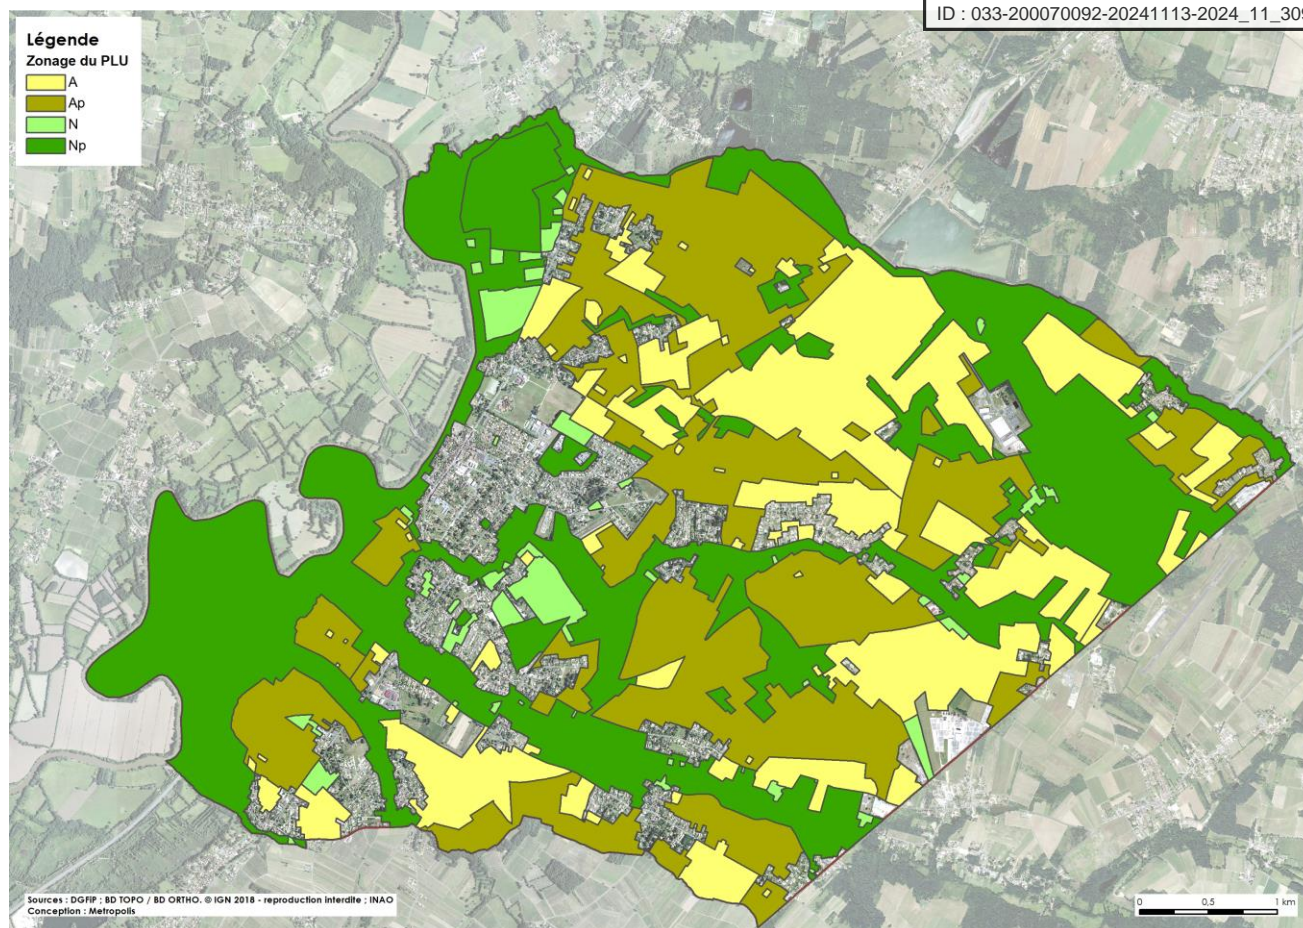 ID : 033-200070092-20241113-2024_11_309
Légende
Zonage du PLU
A
Ap
N
Np
Sources : DGFiP ; BD TOPO / BD ORTHO. © IGN 2018 - reproduction interdite ; INAO
Conception : Metropolis
0 0,5 1 km